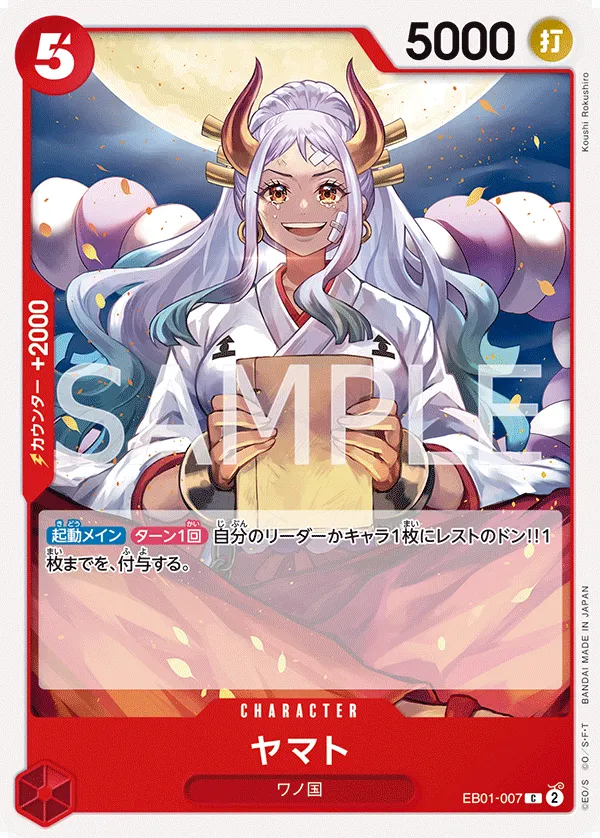 5
5000
打
Koushi Rokushiro
カウンター +2000
SAMPLE
起動メイン ターン1回 自分のリーダーかキャラ1枚にレストのドン!!1
枚までを、付与する。
CHARACTER
ヤマト
ワノ国
EB01-007 C 2
©E.O/S ©O/S･F･T BANDAI MADE IN JAPAN